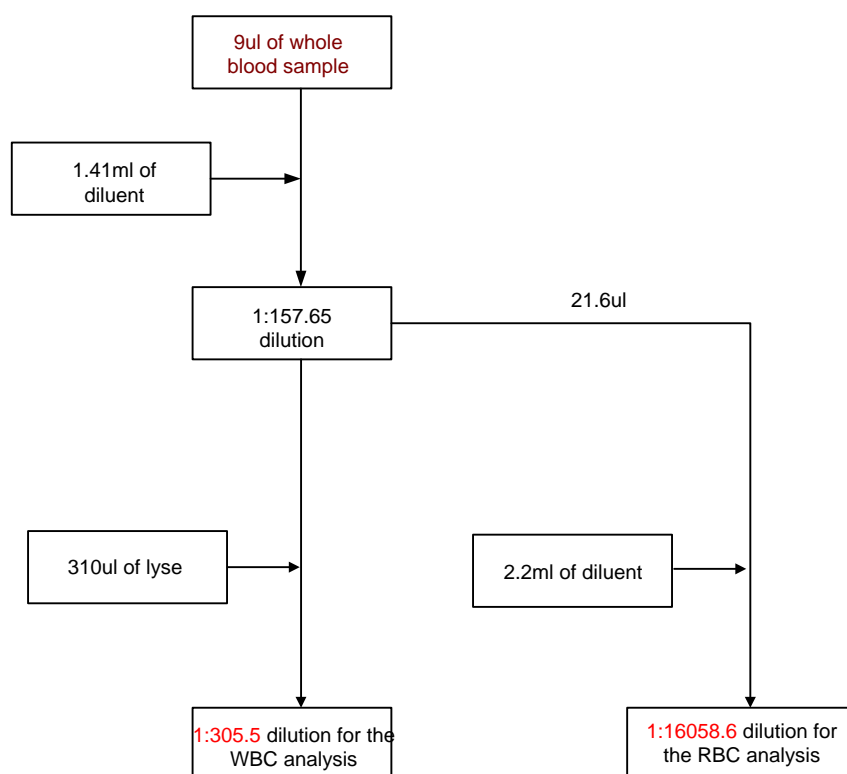 9ul of whole
blood sample
1.41ml of
diluent
1:157.65
dilution
21.6ul
310ul of lyse
2.2ml of diluent
1:305.5 dilution for the
WBC analysis
1:16058.6 dilution for
the RBC analysis